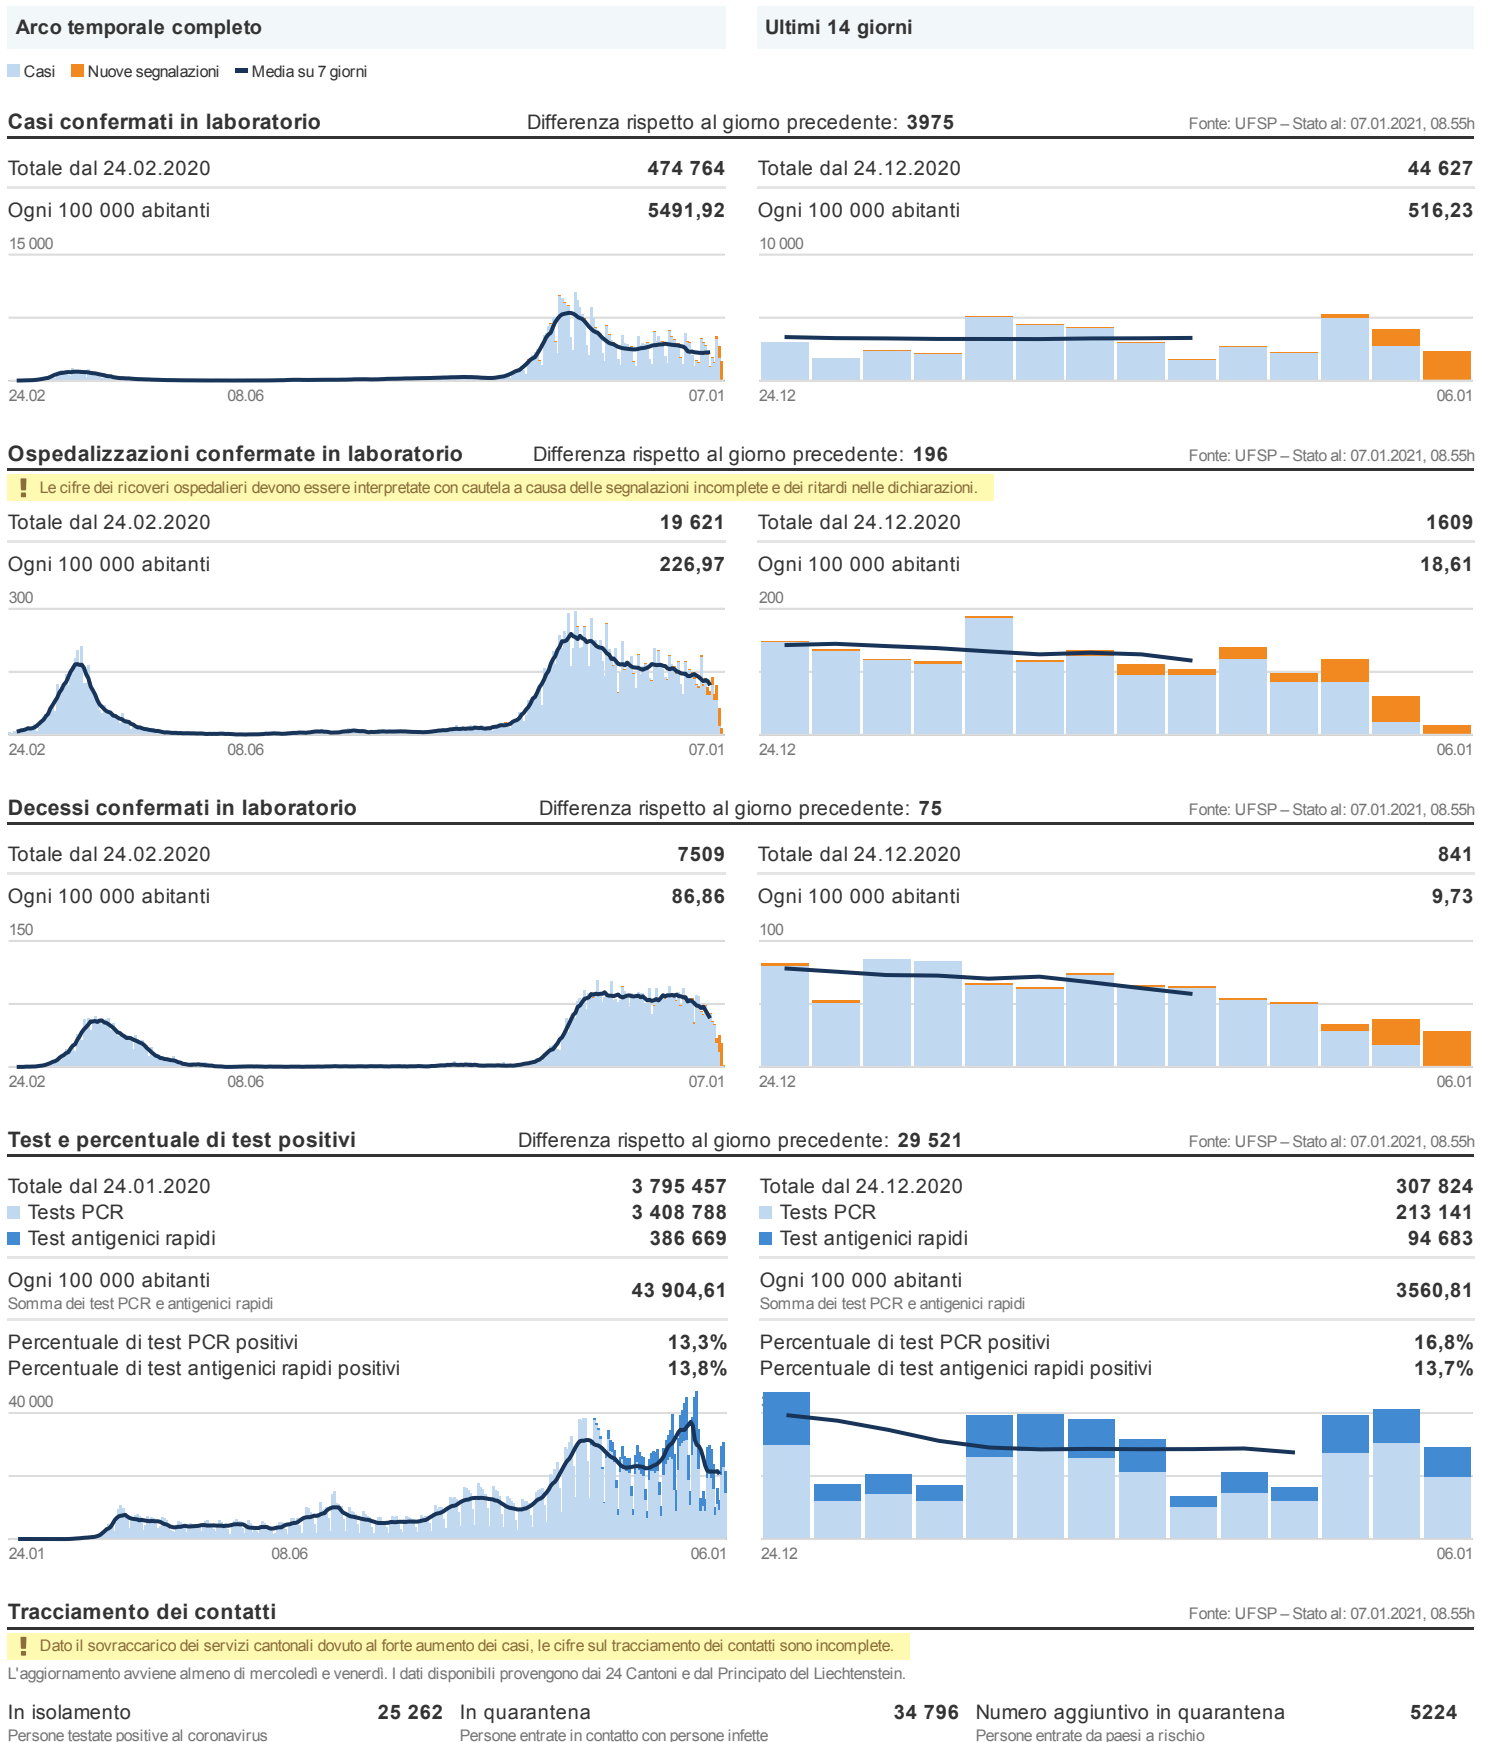 Arco temporale completo
Ultimi 14 giorni
Casi Nuove segnalazioni Media su 7 giorni
Casi confermati in laboratorio Differenza rispetto al giorno precedente: 3975 Fonte: UFSP – Stato al: 07.01.2021, 08.55h
Totale dal 24.02.2020 474 764
Ogni 100 000 abitanti 5491,92
15 000
24.02 08.06 07.01
Totale dal 24.12.2020 44 627
Ogni 100 000 abitanti 516,23
10 000
24.12 06.01
Ospedalizzazioni confermate in laboratorio Differenza rispetto al giorno precedente: 196 Fonte: UFSP – Stato al: 07.01.2021, 08.55h
! Le cifre dei ricoveri ospedalieri devono essere interpretate con cautela a causa delle segnalazioni incomplete e dei ritardi nelle dichiarazioni.
Totale dal 24.02.2020 19 621
Ogni 100 000 abitanti 226,97
300
24.02 08.06 07.01
Totale dal 24.12.2020 1609
Ogni 100 000 abitanti 18,61
200
24.12 06.01
Decessi confermati in laboratorio Differenza rispetto al giorno precedente: 75 Fonte: UFSP – Stato al: 07.01.2021, 08.55h
Totale dal 24.02.2020 7509
Ogni 100 000 abitanti 86,86
150
24.02 08.06 07.01
Totale dal 24.12.2020 841
Ogni 100 000 abitanti 9,73
100
24.12 06.01
Test e percentuale di test positivi Differenza rispetto al giorno precedente: 29 521 Fonte: UFSP – Stato al: 07.01.2021, 08.55h
Totale dal 24.01.2020 3 795 457
Tests PCR 3 408 788
Test antigenici rapidi 386 669
Ogni 100 000 abitanti 43 904,61
Somma dei test PCR e antigenici rapidi
Percentuale di test PCR positivi 13,3%
Percentuale di test antigenici rapidi positivi 13,8%
40 000
24.01 08.06 06.01
Totale dal 24.12.2020 307 824
Tests PCR 213 141
Test antigenici rapidi 94 683
Ogni 100 000 abitanti 3560,81
Somma dei test PCR e antigenici rapidi
Percentuale di test PCR positivi 16,8%
Percentuale di test antigenici rapidi positivi 13,7%
24.12 06.01
Tracciamento dei contatti Fonte: UFSP – Stato al: 07.01.2021, 08.55h
! Dato il sovraccarico dei servizi cantonali dovuto al forte aumento dei casi, le cifre sul tracciamento dei contatti sono incomplete.
L'aggiornamento avviene almeno di mercoledì e venerdì. I dati disponibili provengono dai 24 Cantoni e dal Principato del Liechtenstein.
In isolamento 25 262
Persone testate positive al coronavirus
In quarantena 34 796
Persone entrate in contatto con persone infette
Numero aggiuntivo in quarantena 5224
Persone entrate da paesi a rischio